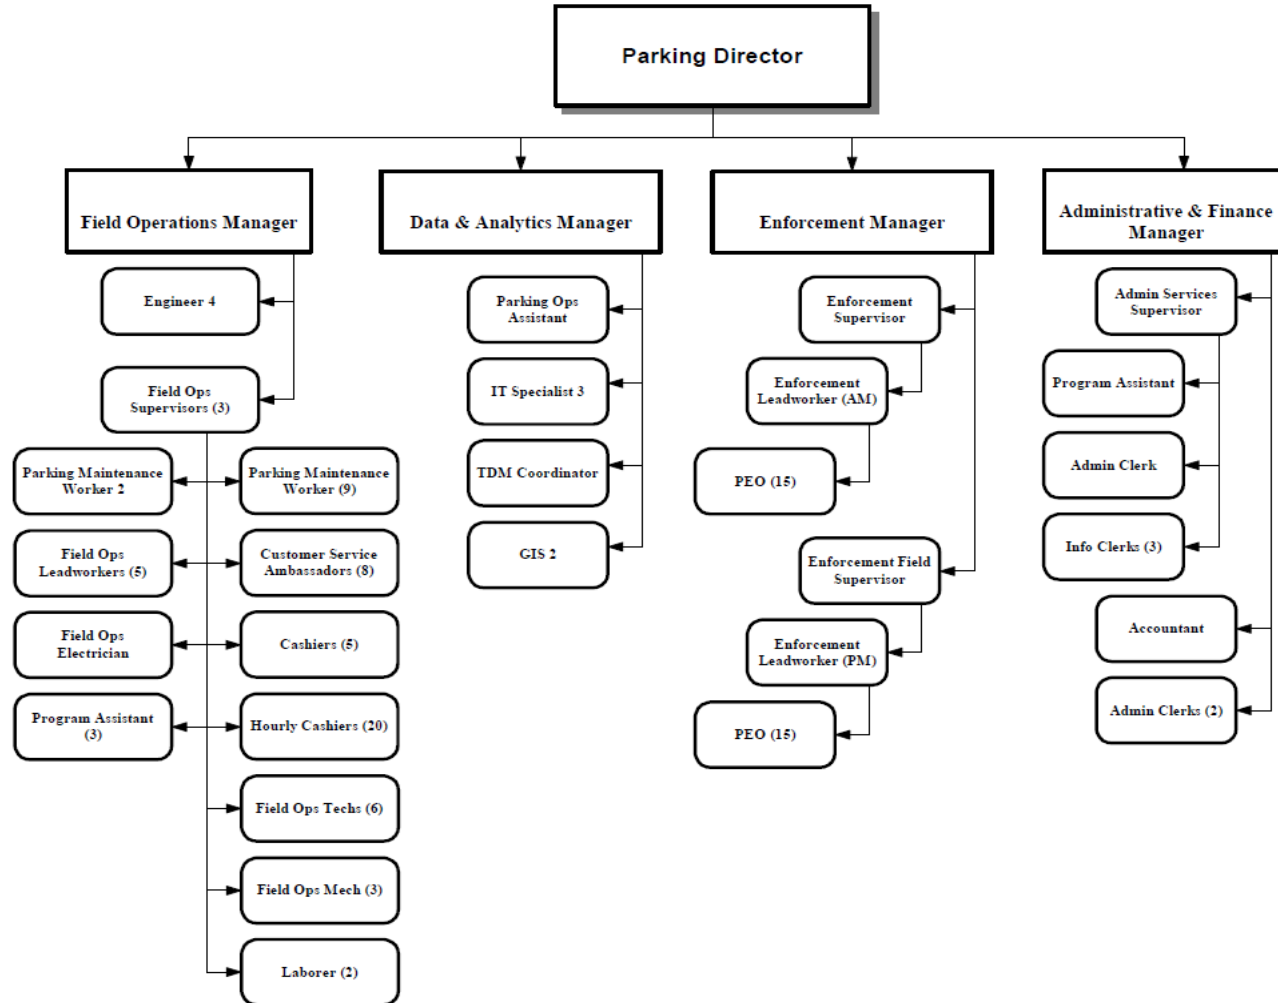 Parking Director
Field Operations Manager
Data & Analytics Manager
Enforcement Manager
Administrative & Finance
Manager
Engineer 4
Field Ops
Supervisors (3)
Parking Maintenance
Worker 2
Parking Maintenance
Worker (9)
Field Ops
Leadworkers (5)
Customer Service
Ambassadors (8)
Field Ops
Electrician
Cashiers (5)
Program Assistant
(3)
Hourly Cashiers (20)
Field Ops Techs (6)
Field Ops Mech (3)
Laborer (2)
Parking Ops
Assistant
IT Specialist 3
TDM Coordinator
GIS 2
Enforcement
Supervisor
Enforcement
Leadworker (AM)
PEO (15)
Enforcement Field
Supervisor
Enforcement
Leadworker (PM)
PEO (15)
Admin Services
Supervisor
Program Assistant
Admin Clerk
Info Clerks (3)
Accountant
Admin Clerks (2)